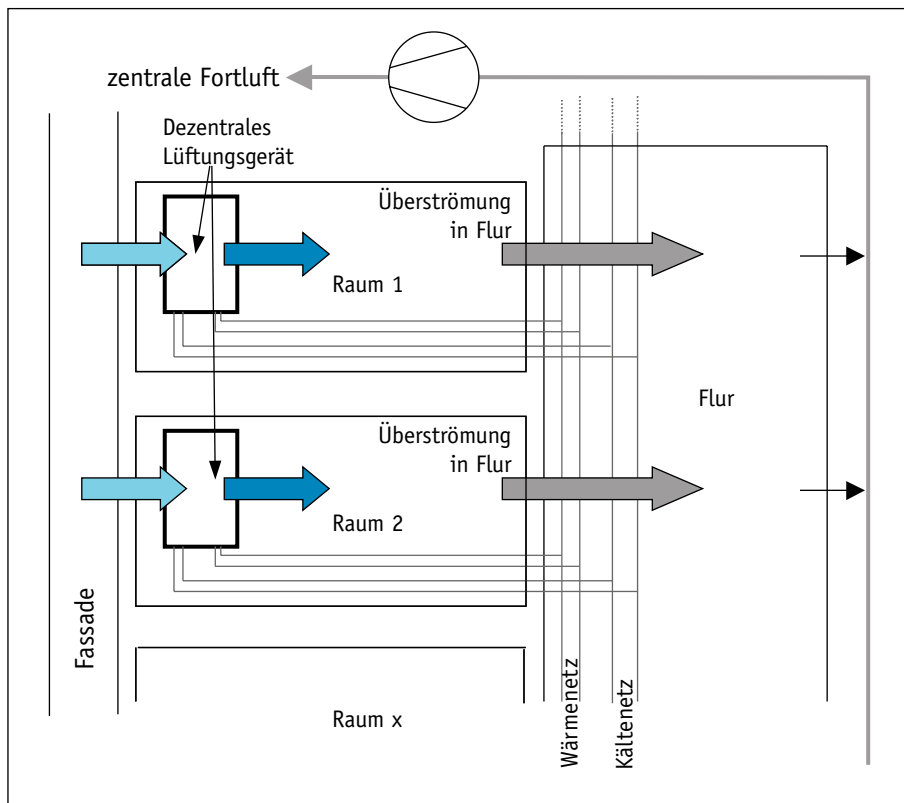 zentrale Fortluft
Dezentrales
Lüftungsgerät
Überströmung
in Flur
Raum 1
Flur
Überströmung
in Flur
Raum 2
Fassade
Raum x
Wärmenetz
Kältenetz